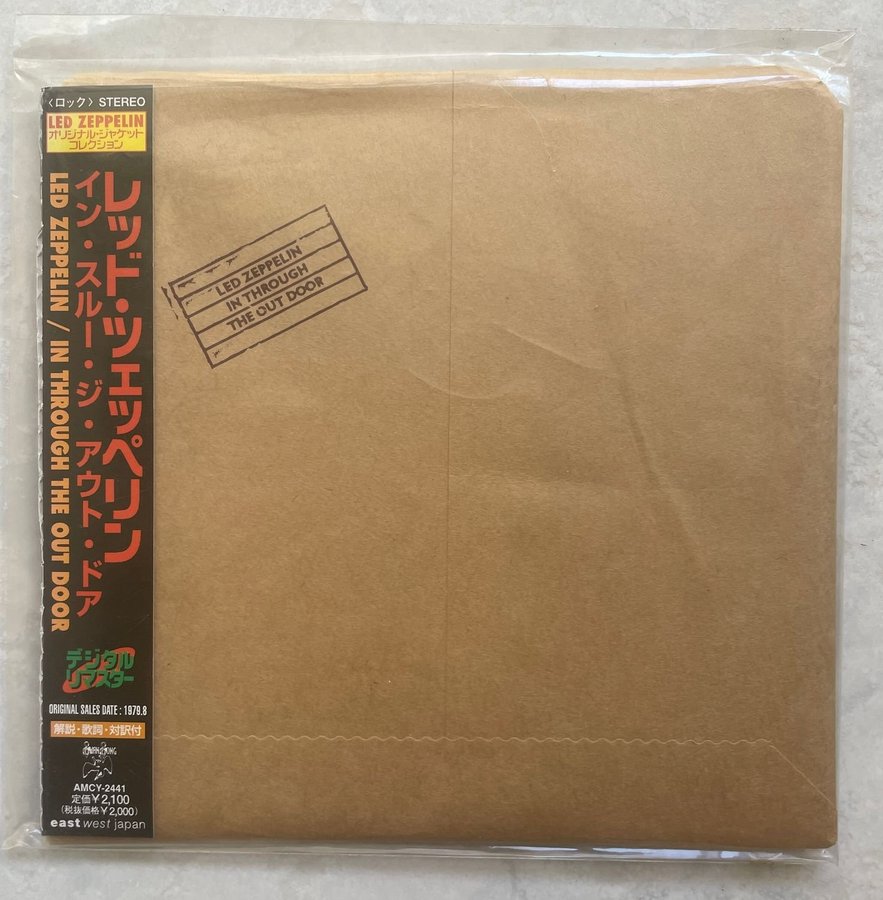 〈ロック〉 STEREO
LED ZEPPELIN
オリジナル・ジャケット
コレクション
レッド・ツェッペリン
イン・スルー・ジ・アウト・ドア
LED ZEPPELIN / IN THROUGH THE OUT DOOR
デジタル
リマスター
ORIGINAL SALES DATE : 1979.8
解説・歌詞・対訳付
SWAN SONG
AMCY-2441
定価¥2,100
(税抜価格¥2,000)
east west japan
LED ZEPPELIN
IN THROUGH
THE OUT DOOR